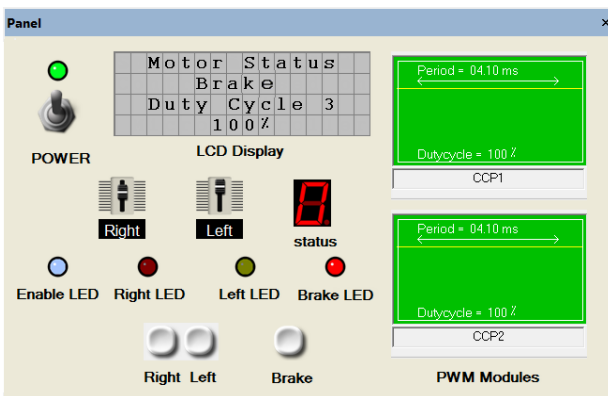 Panel
Motor Status
Brake
Duty Cycle 3
100%
LCD Display
POWER
Right
Left
status
Enable LED
Right LED
Left LED
Brake LED
Right Left
Brake
Period = 04.10 ms
Dutycycle = 100 %
CCP1
Period = 04.10 ms
Dutycycle = 100 %
CCP2
PWM Modules